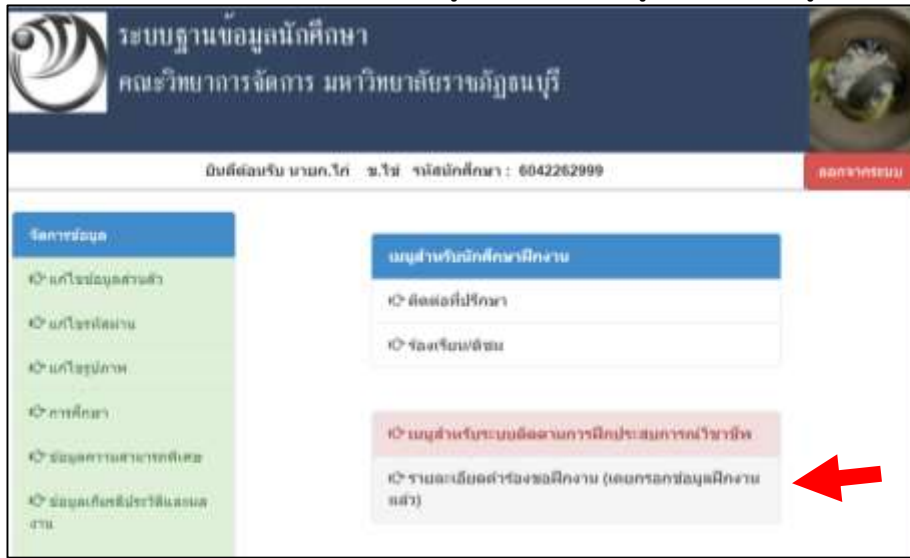 ระบบฐานข้อมูลนักศึกษา
คณะวิทยาการจัดการ มหาวิทยาลัยราชภัฏธนบุรี
ยินดีต้อนรับ นายก.ไก่ ข.ไข่ รหัสนักศึกษา : 6042262999
ออกจากระบบ
จัดการข้อมูล
แก้ไขข้อมูลส่วนตัว
แก้ไขรหัสผ่าน
แก้ไขรูปภาพ
การศึกษา
ข้อมูลความสามารถพิเศษ
ข้อมูลเกียรติประวัติและผล
งาน
เมนูสำหรับนักศึกษาฝึกงาน
ติดต่อที่ปรึกษา
ร้องเรียน/ติชม
เมนูสำหรับระบบติดตามการฝึกประสบการณ์วิชาชีพ
รายละเอียดคำร้องขอฝึกงาน (เคยกรอกข้อมูลฝึกงาน
แล้ว)